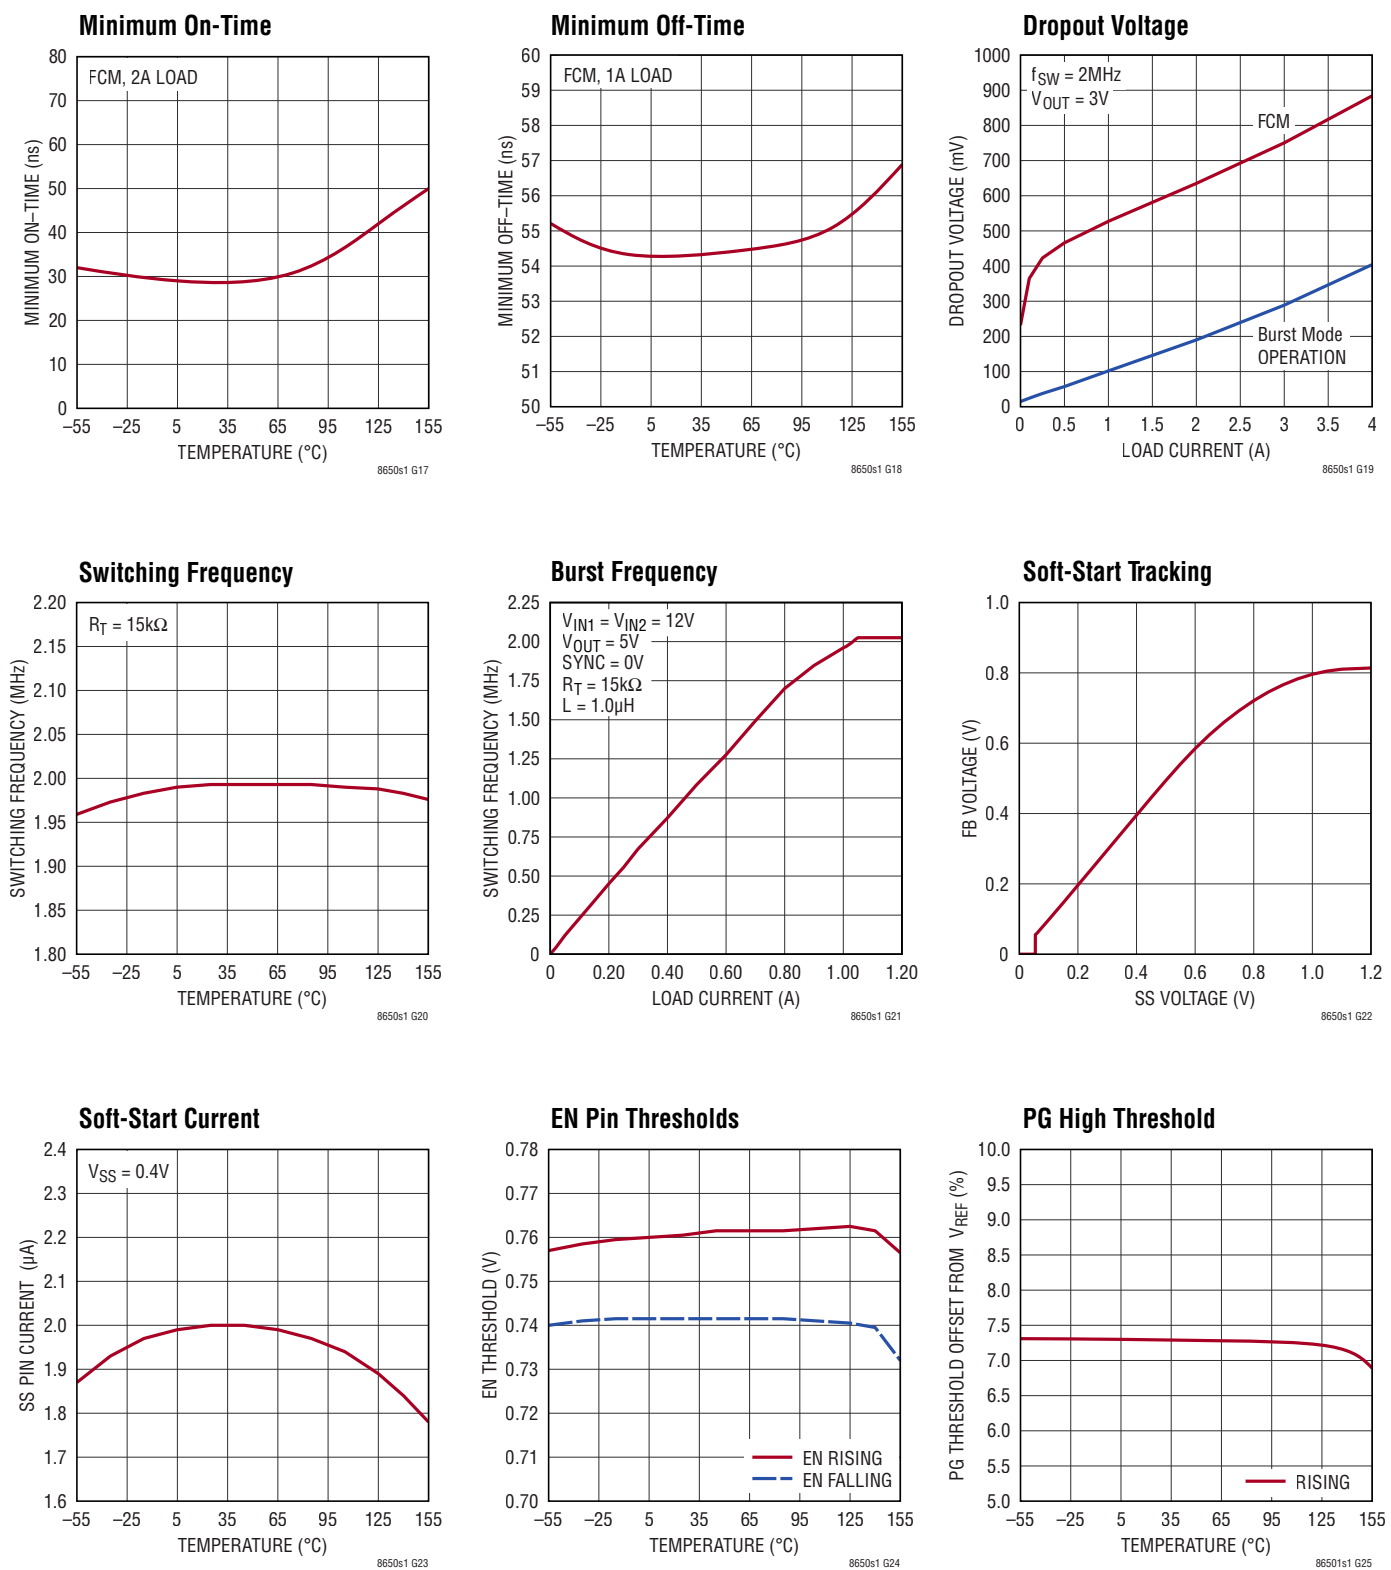 Minimum On-Time
80
70
60
50
40
30
20
10
0
MINIMUM ON–TIME (ns)
FCM, 2A LOAD
–55 –25 5 35 65 95 125 155
TEMPERATURE (°C)
8650s1 G17
Minimum Off-Time
60
59
58
57
56
55
54
53
52
51
50
MINIMUM OFF–TIME (ns)
FCM, 1A LOAD
–55 –25 5 35 65 95 125 155
TEMPERATURE (°C)
8650s1 G18
Dropout Voltage
1000
900
800
700
600
500
400
300
200
100
0
DROPOUT VOLTAGE (mV)
fSW = 2MHz
VOUT = 3V
FCM
Burst Mode
OPERATION
0 0.5 1 1.5 2 2.5 3 3.5 4
LOAD CURRENT (A)
8650s1 G19
Switching Frequency
2.20
2.15
2.10
2.05
2.00
1.95
1.90
1.85
1.80
SWITCHING FREQUENCY (MHz)
RT = 15kΩ
–55 –25 5 35 65 95 125 155
TEMPERATURE (°C)
8650s1 G20
Burst Frequency
2.25
2.00
1.75
1.50
1.25
1.00
0.75
0.50
0.25
0
SWITCHING FREQUENCY (MHz)
VIN1 = VIN2 = 12V
VOUT = 5V
SYNC = 0V
RT = 15kΩ
L = 1.0µH
0 0.20 0.40 0.60 0.80 1.00 1.20
LOAD CURRENT (A)
8650s1 G21
Soft-Start Tracking
1.0
0.8
0.6
0.4
0.2
0
FB VOLTAGE (V)
0 0.2 0.4 0.6 0.8 1.0 1.2
SS VOLTAGE (V)
8650s1 G22
Soft-Start Current
2.4
2.3
2.2
2.1
2.0
1.9
1.8
1.7
1.6
SS PIN CURRENT (µA)
VSS = 0.4V
–55 –25 5 35 65 95 125 155
TEMPERATURE (°C)
8650s1 G23
EN Pin Thresholds
0.78
0.77
0.76
0.75
0.74
0.73
0.72
0.71
0.70
EN THRESHOLD (V)
EN RISING
EN FALLING
–55 –25 5 35 65 95 125 155
TEMPERATURE (°C)
8650s1 G24
PG High Threshold
10.0
9.5
9.0
8.5
8.0
7.5
7.0
6.5
6.0
5.5
5.0
PG THRESHOLD OFFSET FROM VREF (%)
RISING
–55 –25 5 35 65 95 125 155
TEMPERATURE (°C)
86501s1 G25